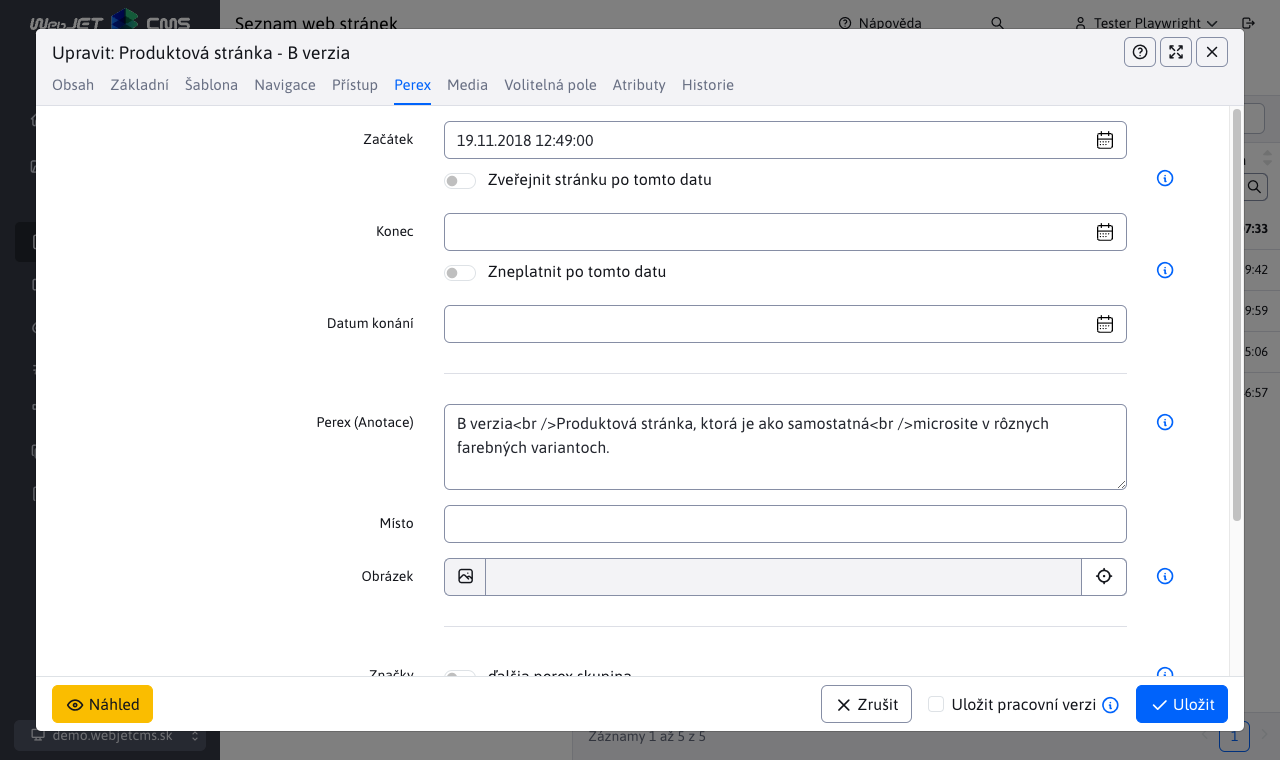 WebJET CMS
Seznam web stránek
Nápověda
Tester Playwright
Upravit: Produktová stránka - B verzia
Obsah Základní Šablona Navigace Přístup Perex Media Volitelná pole Atributy Historie
Začátek
19.11.2018 12:49:00
Zveřejnit stránku po tomto datu
Konec
Zneplatnit po tomto datu
Datum konání
Perex (Anotace)
B verzia<br />Produktová stránka, ktorá je ako samostatná<br />microsite v rôznych
farebných variantoch.
Místo
Obrázek
Značky
ďalšia perex skupina
7:33
9:42
9:59
5:06
6:57
Náhled
Zrušit
Uložit pracovní verzi
Uložit
demo.webjetcms.sk
Záznamy 1 až 5 z 5
1